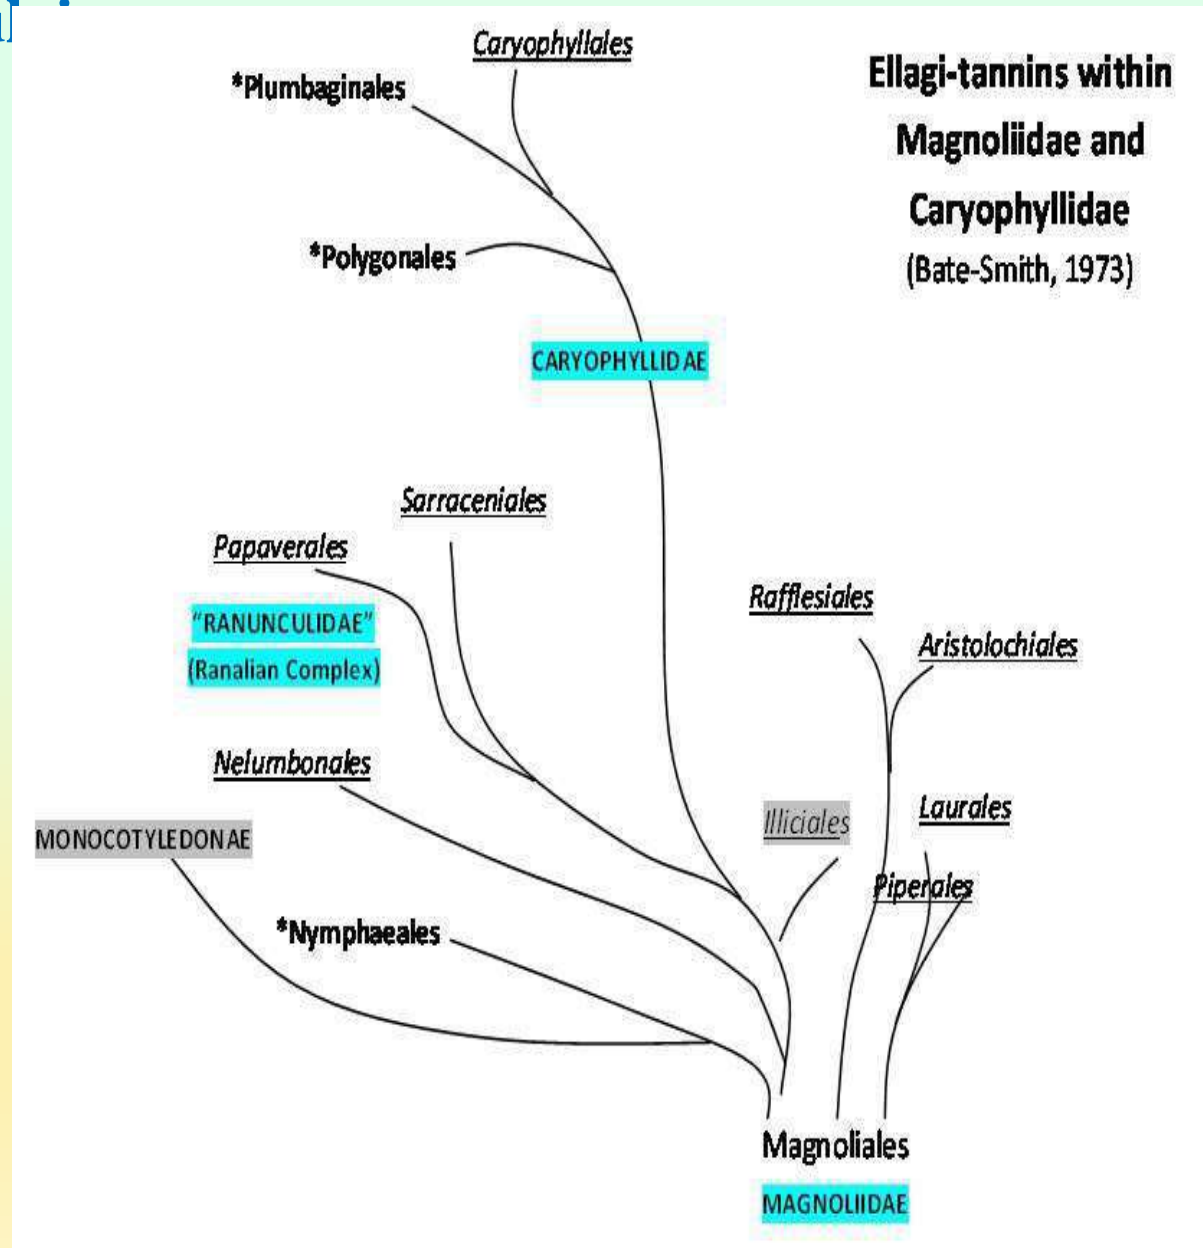 Caryophyllales
*Plumbaginales
Ellagi-tannins within
Magnoliidae and
Caryophyllidae
(Bate-Smith, 1973)
*Polygonales
CARYOPHYLLIDAE
Sarraceniales
Papaverales
"RANUNCULIDAE"
(Ranalian Complex)
Rafflesiales
Aristolochiales
Nelumbonales
MONOCOTYLEDONAE
Illiciales
Laurales
Piperales
*Nymphaeales
Magnoliales
MAGNOLIIDAE